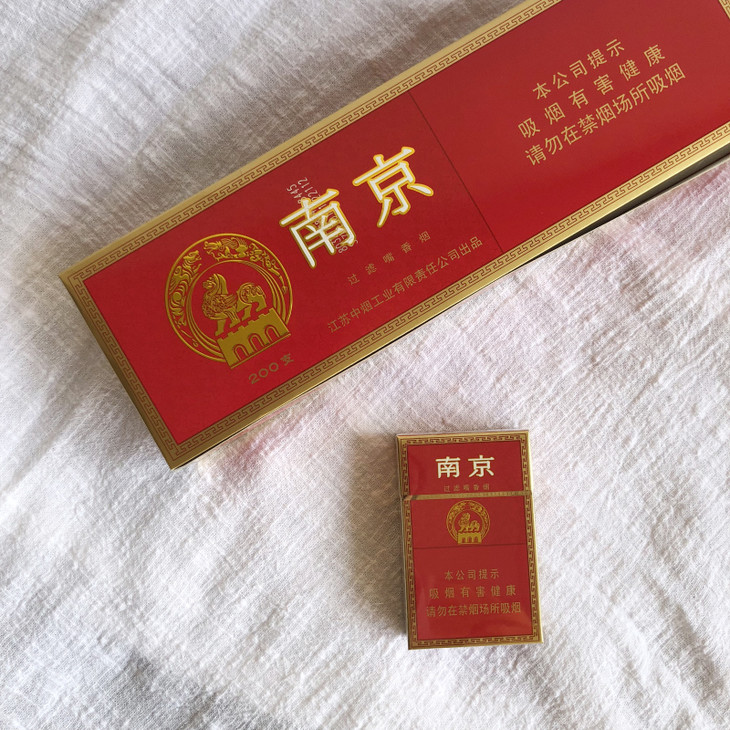 本公司提示
吸烟有害健康
请勿在禁烟场所吸烟
南京
过滤嘴香烟
江苏中烟工业有限责任公司出品
200支
南京
过滤嘴香烟
本公司提示
吸烟有害健康
请勿在禁烟场所吸烟